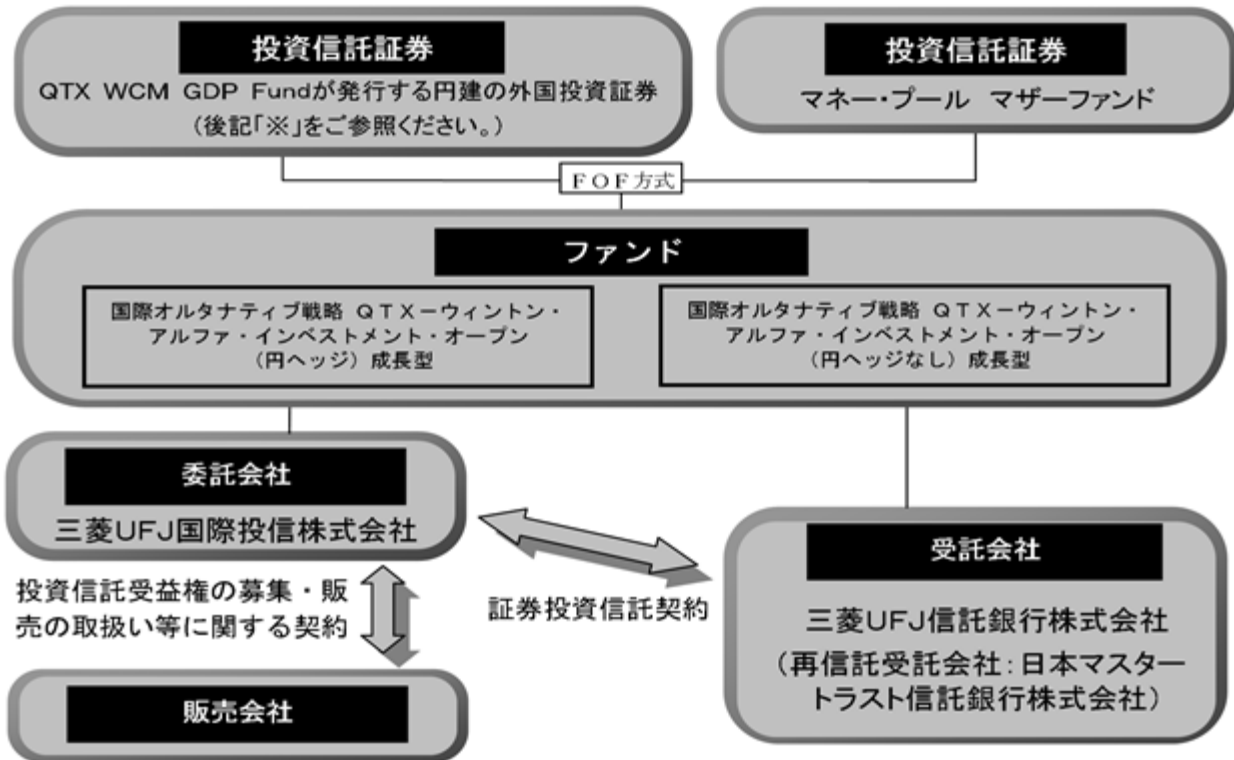 投資信託証券
QTX WCM GDP Fundが発行する円建の外国投資証券
(後記「※」をご参照ください。)
投資信託証券
マネー・プール マザーファンド
ＦＯＦ方式
ファンド
国際オルタナティブ戦略 ＱＴＸ－ウィントン・
アルファ・インベストメント・オープン
(円ヘッジ)成長型
国際オルタナティブ戦略 ＱＴＸ－ウィントン・
アルファ・インベストメント・オープン
(円ヘッジなし)成長型
委託会社
三菱UFJ国際投信株式会社
投資信託受益権の募集・販
売の取扱い等に関する契約
販売会社
証券投資信託契約
受託会社
三菱UFJ信託銀行株式会社
(再信託受託会社:日本マスター
トラスト信託銀行株式会社)